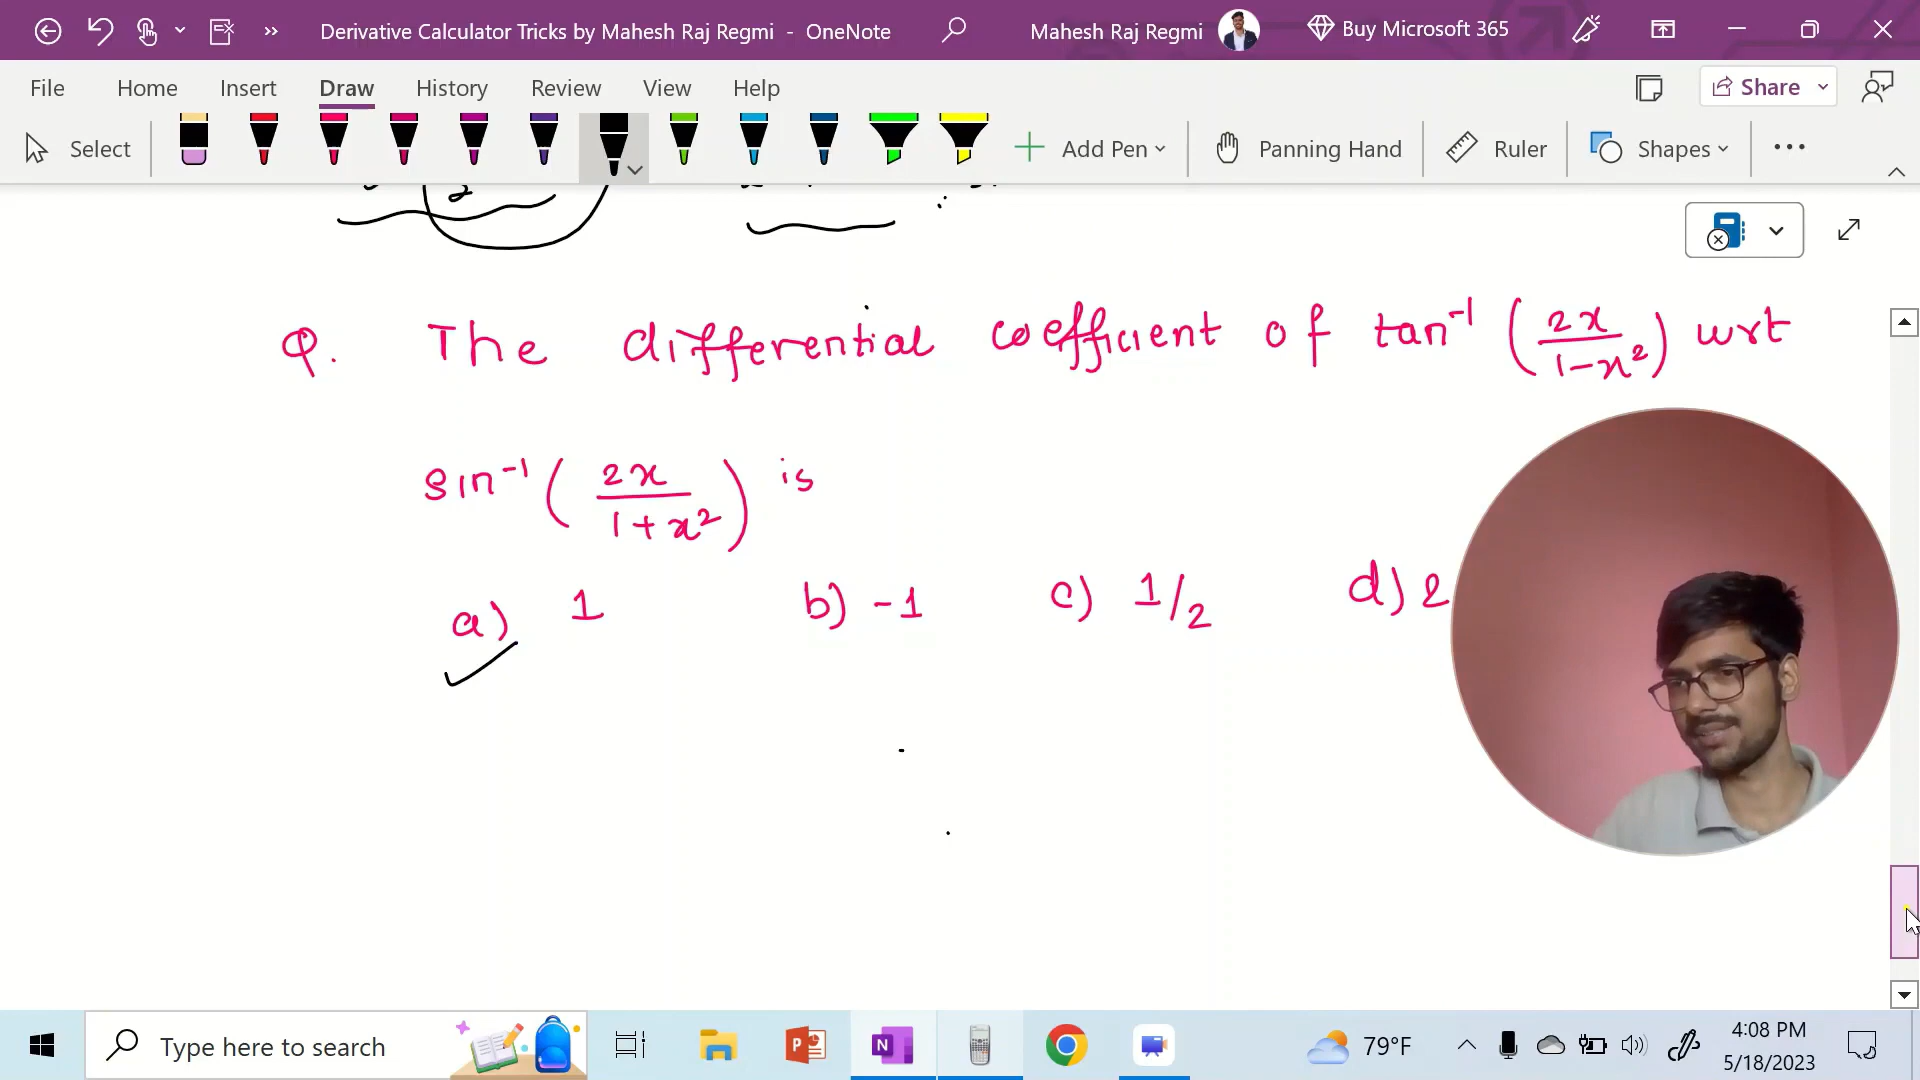 Derivative Calculator Tricks by Mahesh Raj Regmi - OneNote
Mahesh Raj Regmi
Buy Microsoft 365
File Home Insert Draw History Review View Help
Share
Select
Add Pen
Panning Hand
Ruler
Shapes
Q. The differential coefficient of tan⁻¹ (2x/1-x²) wrt
sin⁻¹ (2x/1+x²) is
a) 1 b) -1 c) 1/2 d) 2
Type here to search
79°F
4:08 PM
5/18/2023